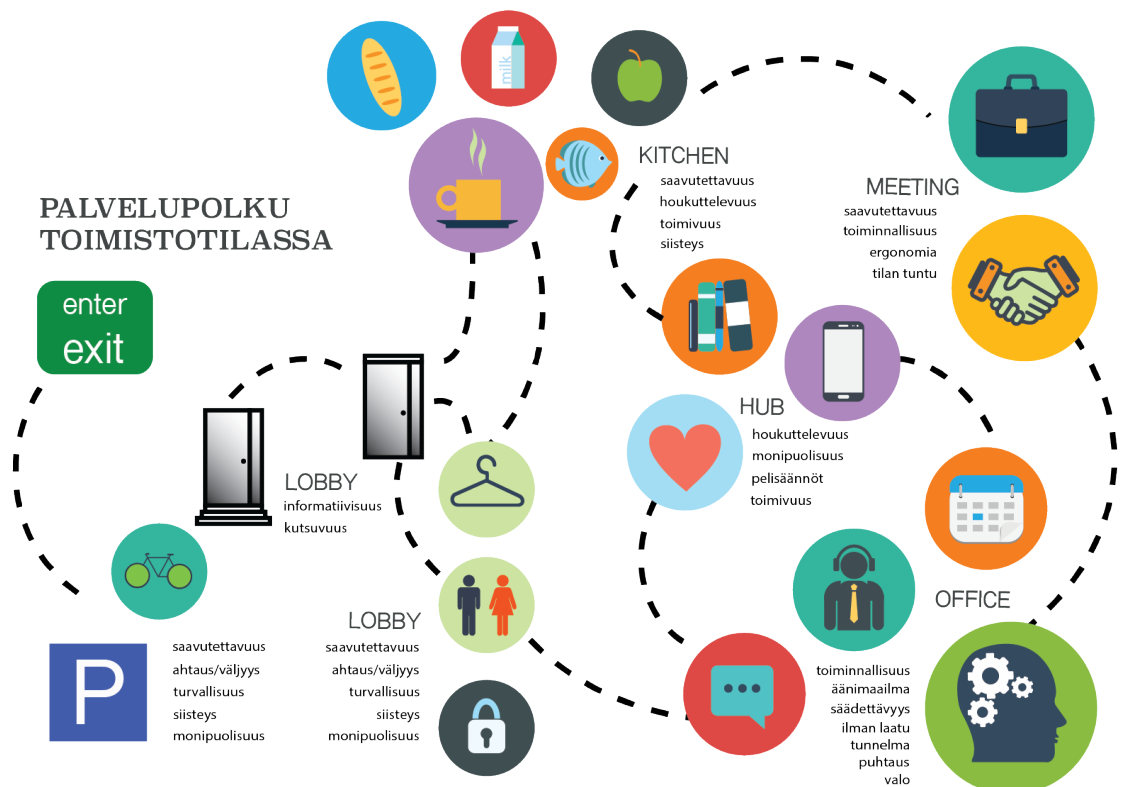 PALVELUPOLKU
TOIMISTOTILASSA
enter
exit
milk
KITCHEN
saavutettavuus
houkuttelevuus
toimivuus
siisteys
MEETING
saavutettavuus
toiminnallisuus
ergonomia
tilan tuntu
LOBBY
informatiivisuus
kutsuvuus
HUB
houkuttelevuus
monipuolisuus
pelisäännöt
toimivuus
P
saavutettavuus
ahtaus/väljyys
turvallisuus
siisteys
monipuolisuus
LOBBY
saavutettavuus
ahtaus/väljyys
turvallisuus
siisteys
monipuolisuus
OFFICE
toiminnallisuus
äänimaailma
säädettävyys
ilman laatu
tunnelma
puhtaus
valo